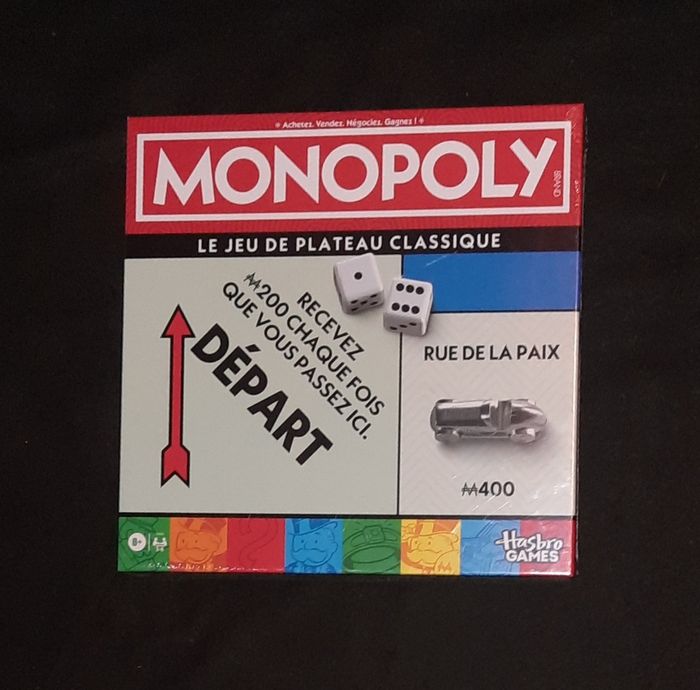 Achetez. Vendez. Négociez. Gagnez !
MONOPOLY
BRAND
LE JEU DE PLATEAU CLASSIQUE
RECEVEZ
₩200 CHAQUE FOIS
QUE VOUS PASSEZ ICI.
DÉPART
RUE DE LA PAIX
₩400
8+
Hasbro
GAMES